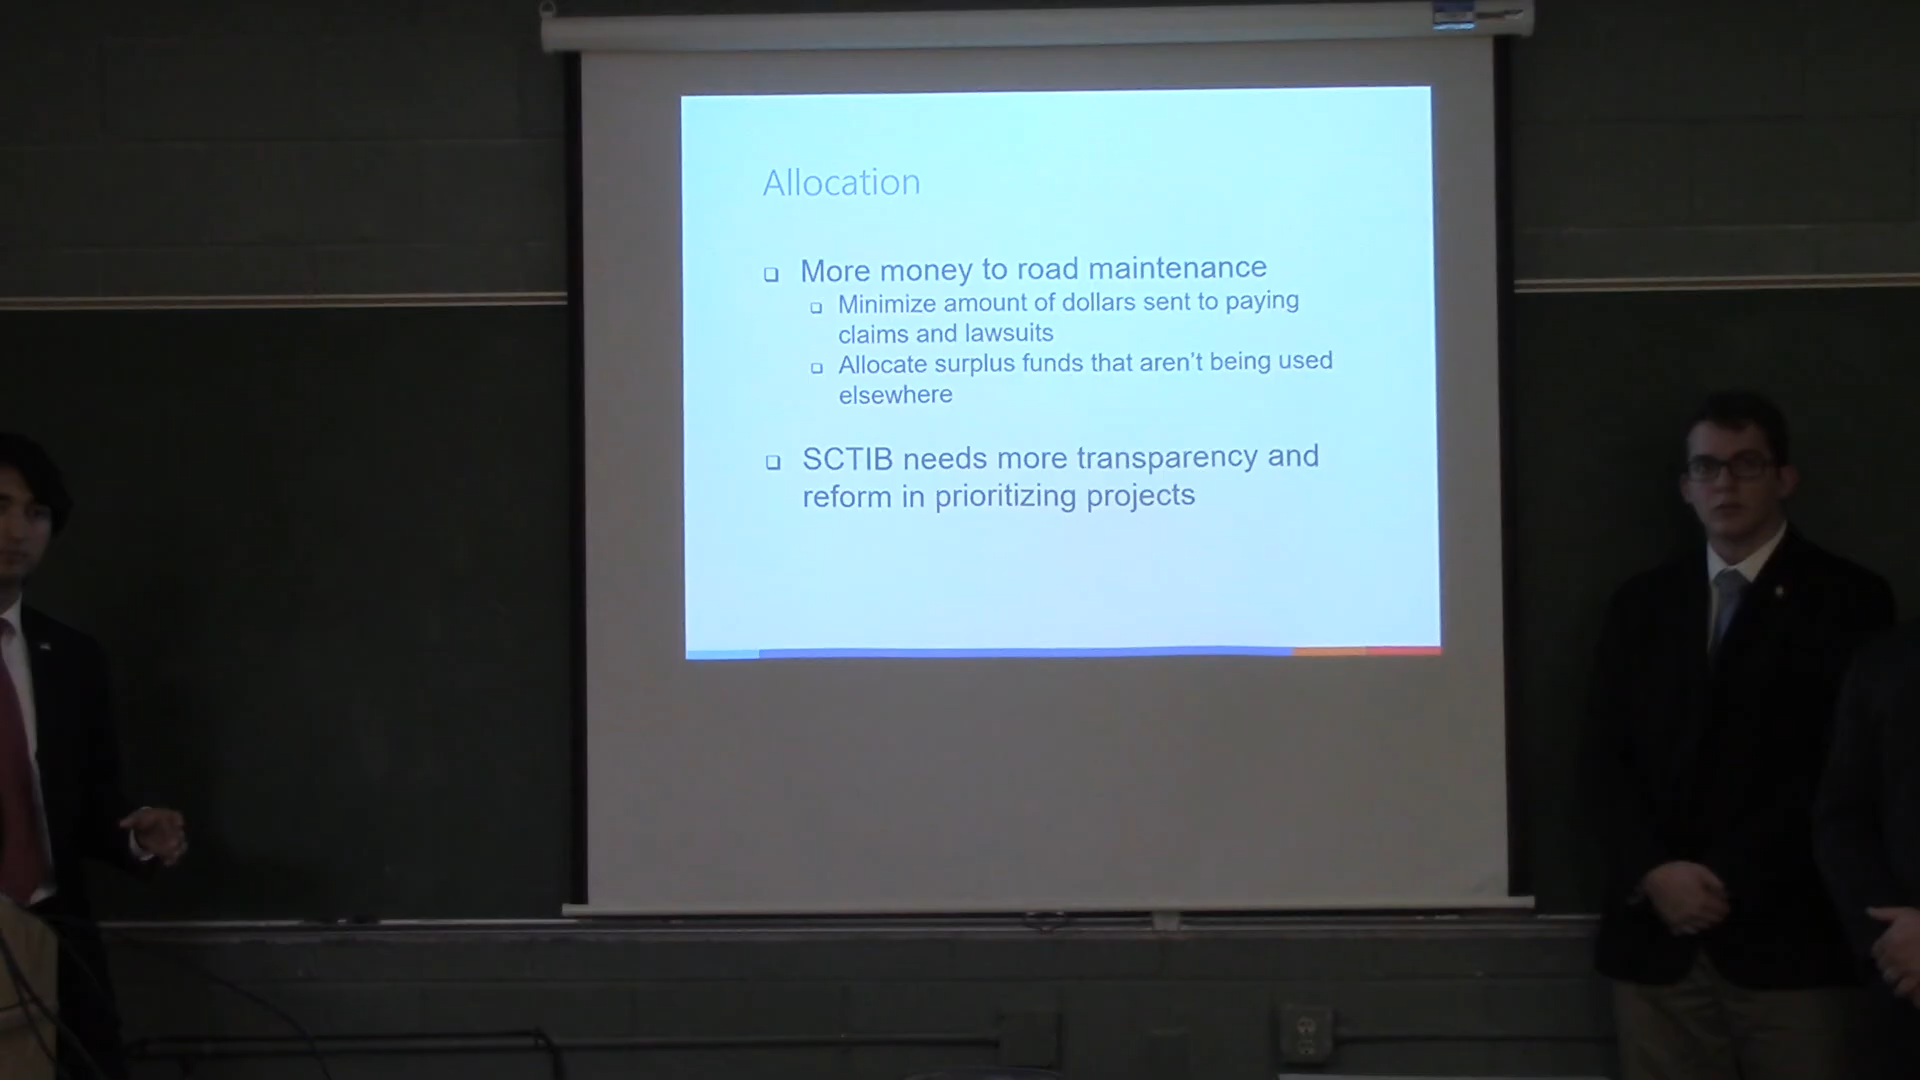 Allocation
More money to road maintenance
Minimize amount of dollars sent to paying
claims and lawsuits
Allocate surplus funds that aren't being used
elsewhere
SCTIB needs more transparency and
reform in prioritizing projects